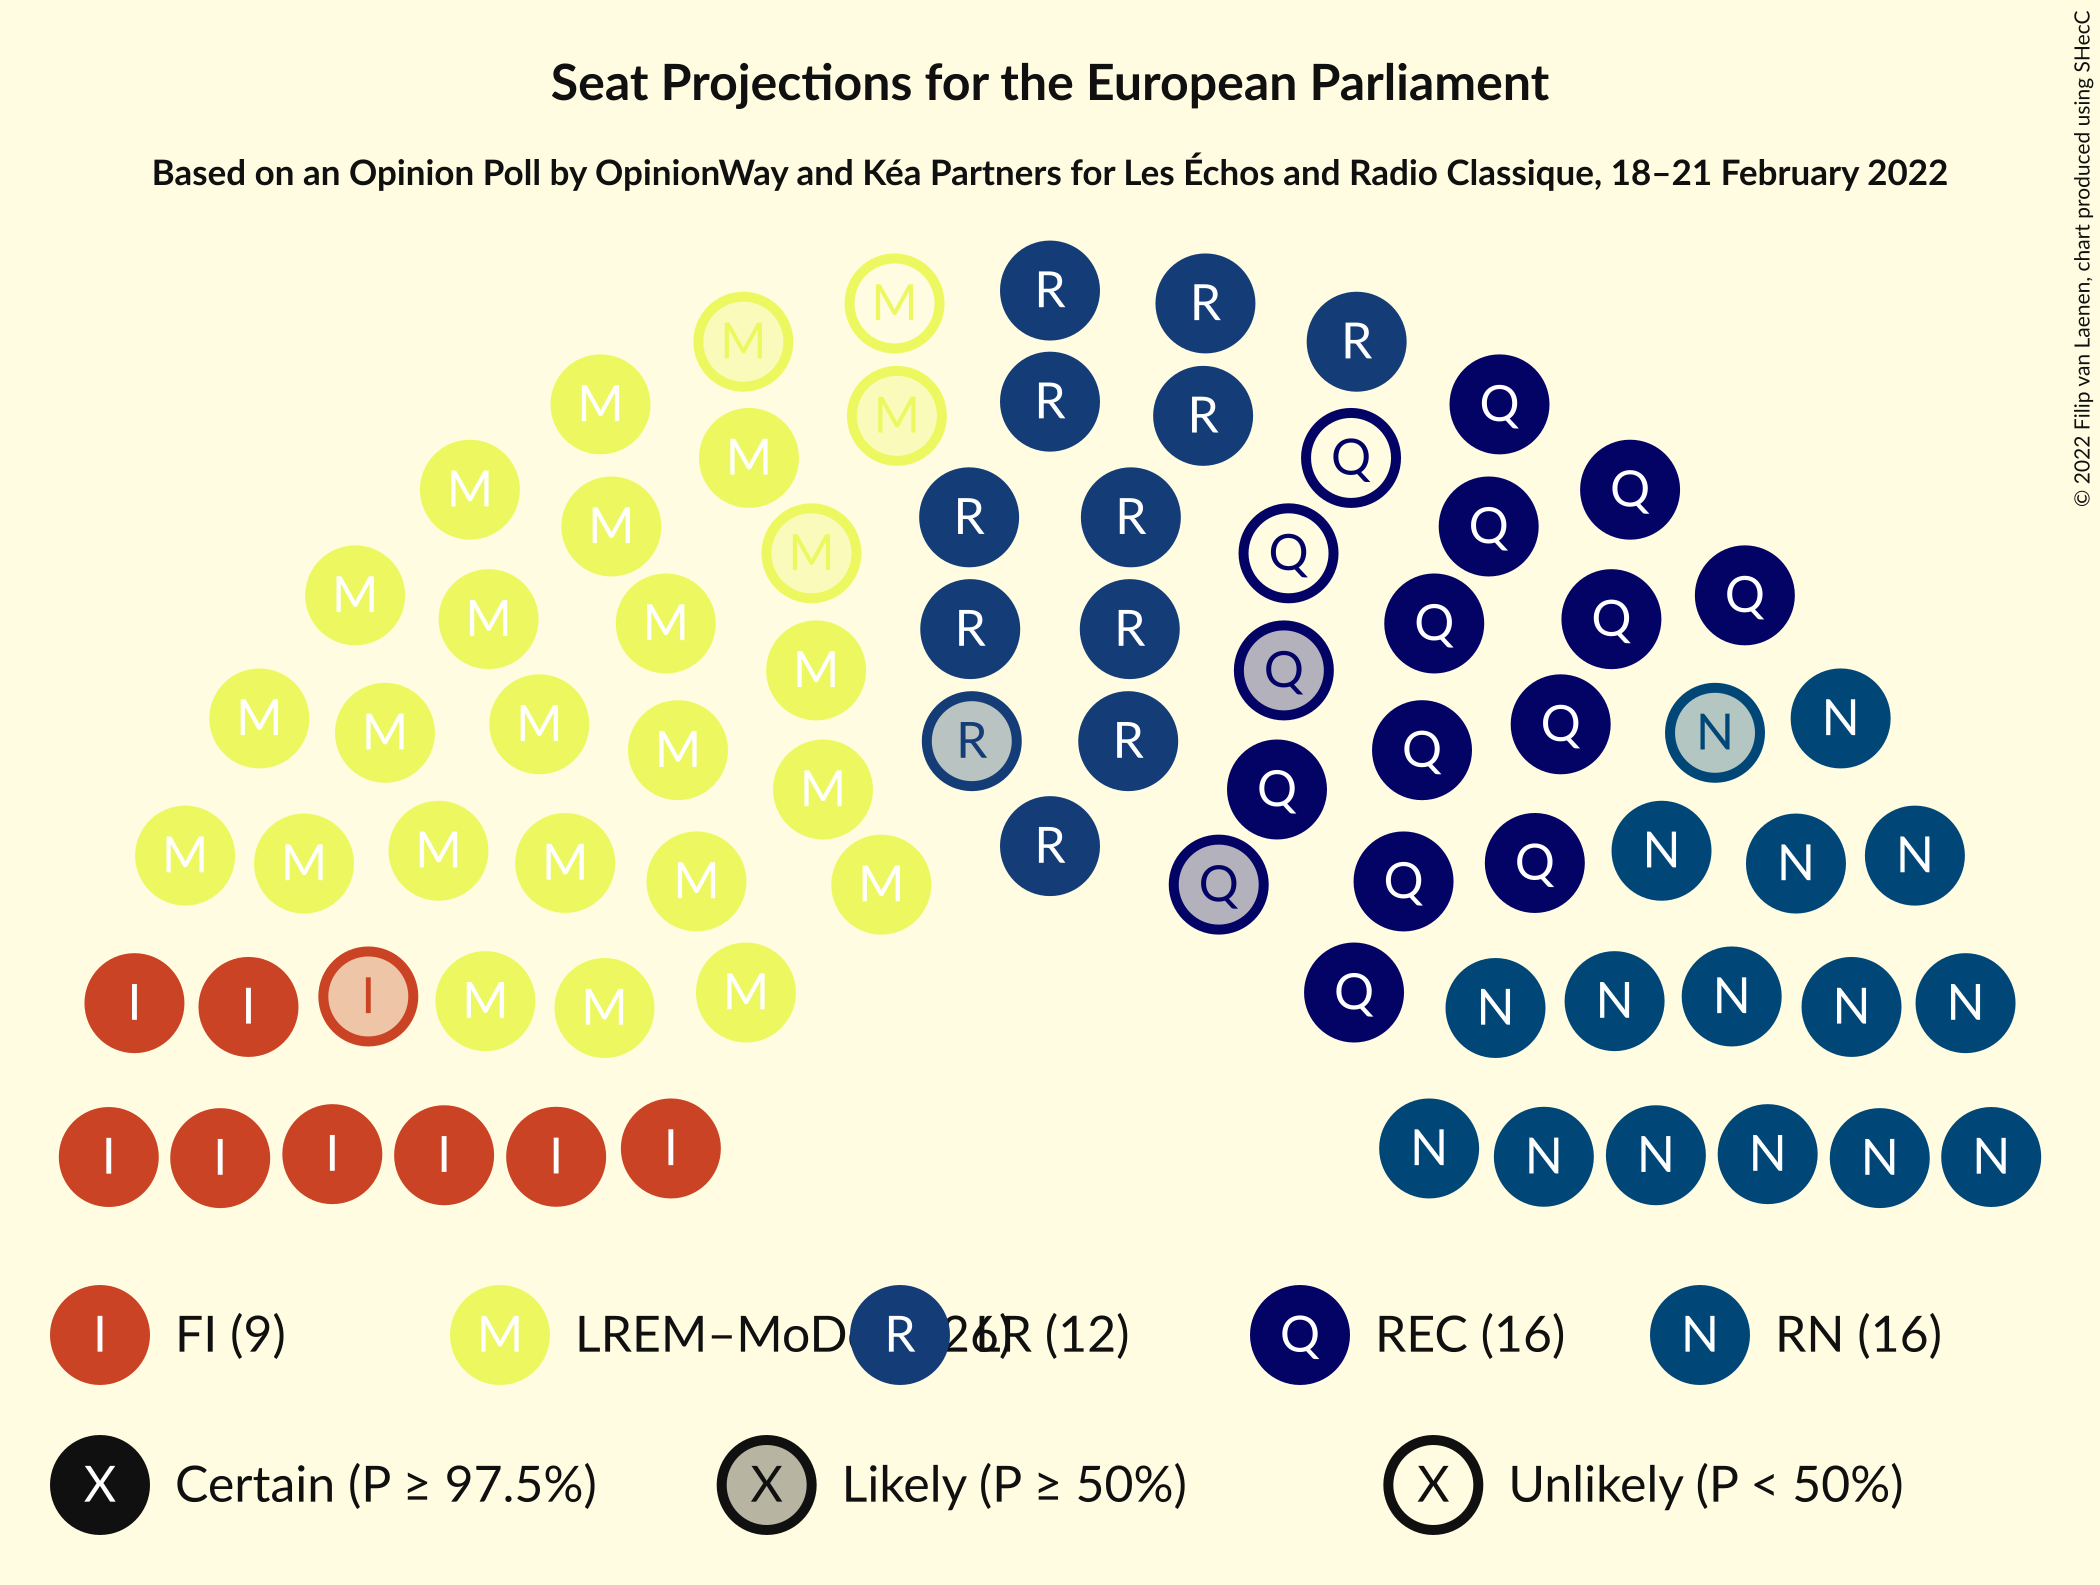 Seat Projections for the European Parliament
Based on an Opinion Poll by OpinionWay and Kéa Partners for Les Échos and Radio Classique, 18–21 February 2022
© 2022 Filip van Laenen, chart produced using SHecC
M R R
M R
M M R R Q
M M Q Q
M M R R Q Q
M M Q
M M M R R Q Q Q
M M Q Q
M M M M R R Q Q N N
M M Q Q
M M M M M R Q Q N N N
M M Q Q
I I I M M M Q N N N N N
I I I I I I N N N N N N
I FI (9) M LREM–MoD 26) R LR (12) Q REC (16) N RN (16)
X Certain (P ≥ 97.5%) X Likely (P ≥ 50%) X Unlikely (P < 50%)